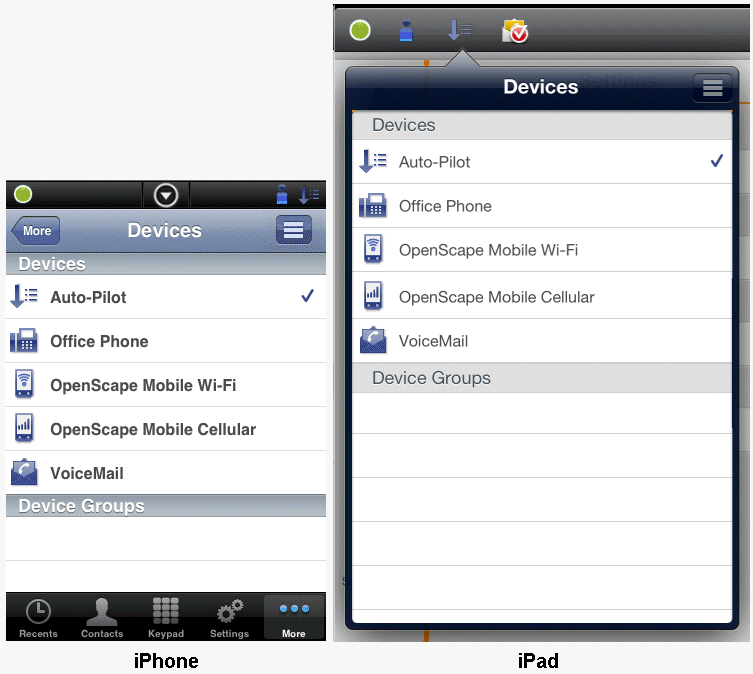 More
Devices
Devices
Auto-Pilot
Office Phone
OpenScape Mobile Wi-Fi
OpenScape Mobile Cellular
VoiceMail
Device Groups
Recents
Contacts
Keypad
Settings
More
iPhone
Settings
Devices
Devices
Auto-Pilot
Office Phone
OpenScape Mobile Wi-Fi
OpenScape Mobile Cellular
VoiceMail
Device Groups
iPad